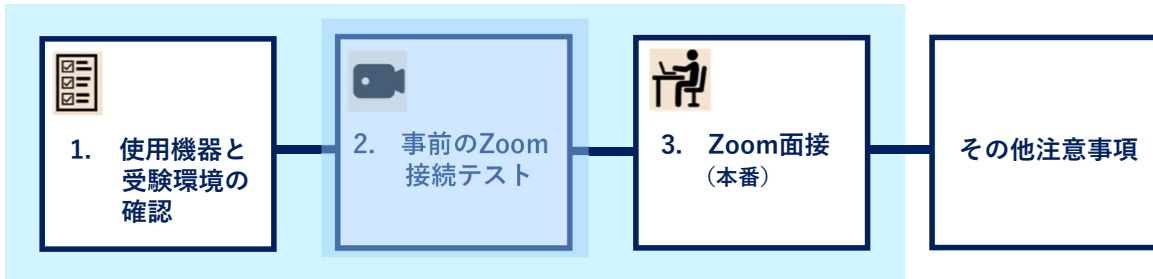 1. 使用機器と
受験環境の
確認
2. 事前のZoom
接続テスト
3. Zoom面接
（本番）
その他注意事項